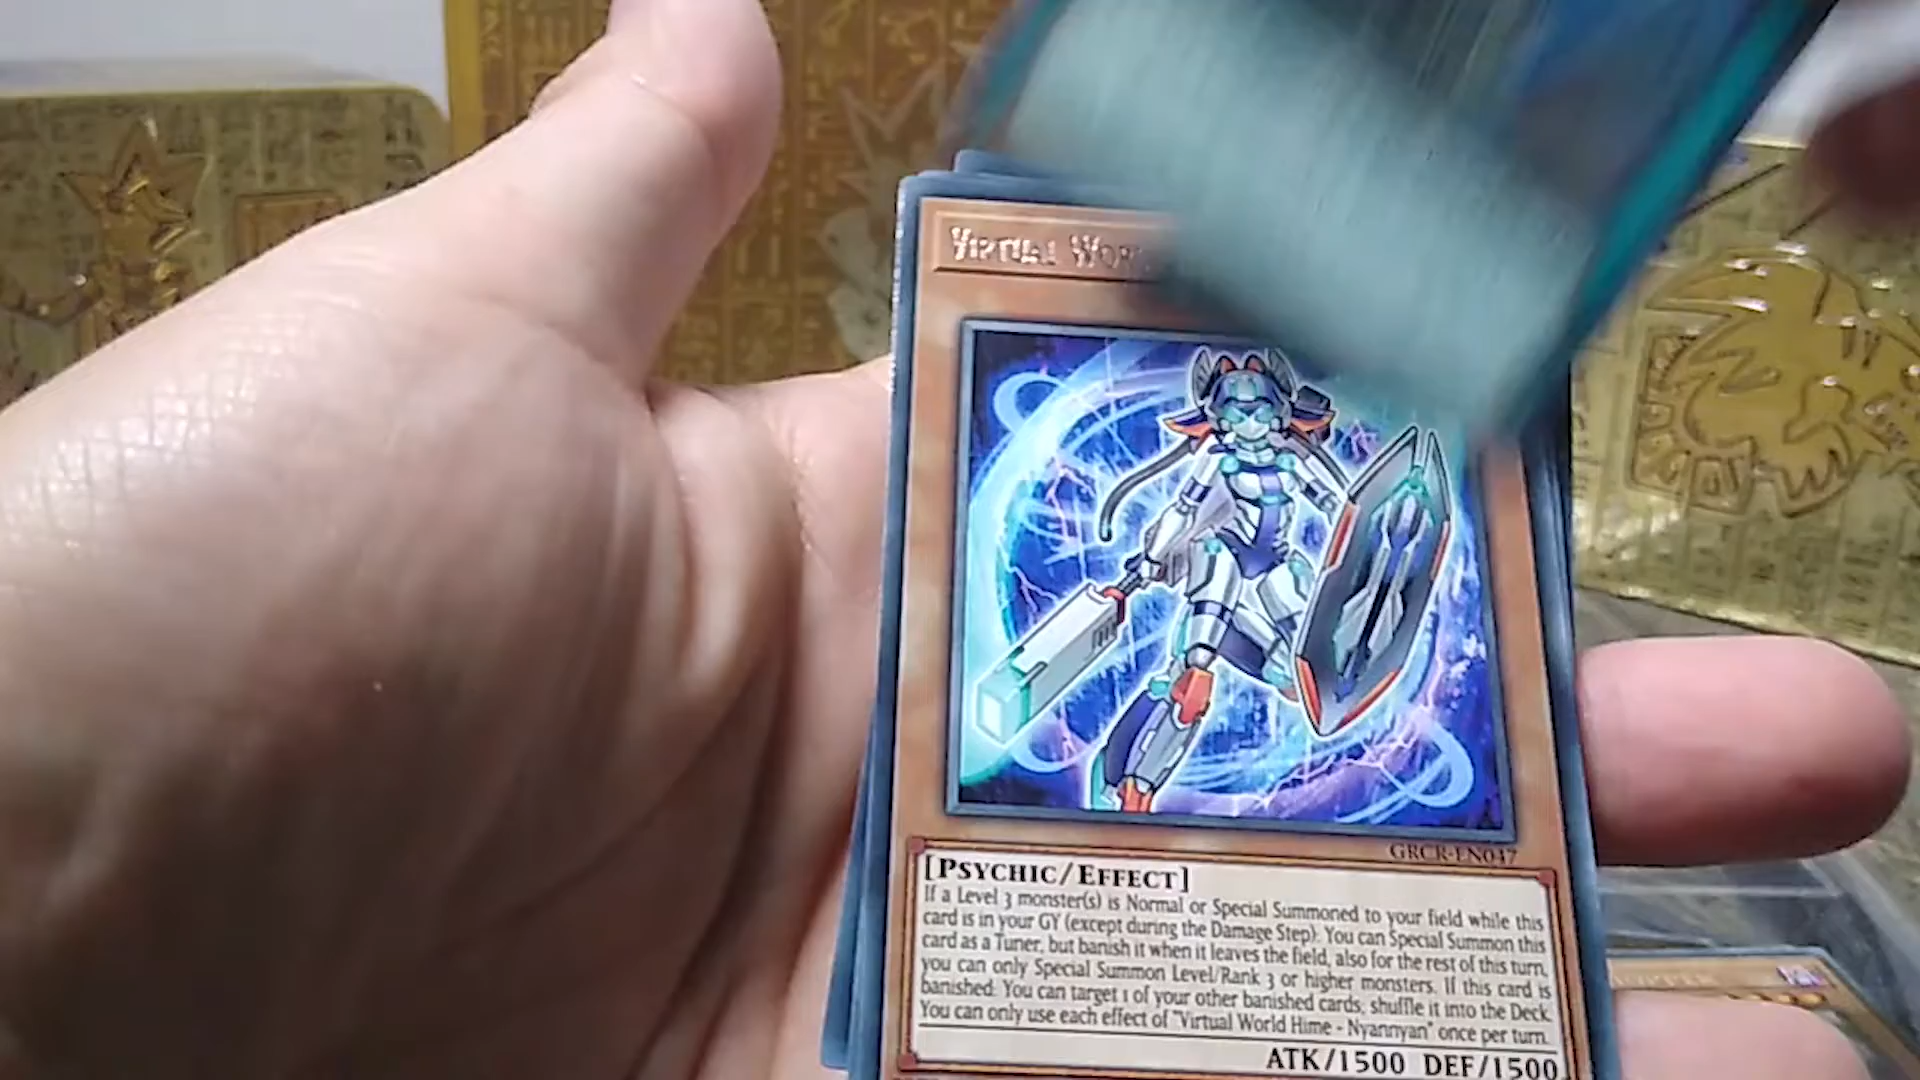 Virtual Wor
GRCR-EN047
[Psychic/Effect]
If a Level 3 monster(s) is Normal or Special Summoned to your field while this
card is in your GY (except during the Damage Step): You can Special Summon this
card as a Tuner, but banish it when it leaves the field, also for the rest of this turn,
you can only Special Summon Level/Rank 3 or higher monsters. If this card is
banished: You can target 1 of your other banished cards; shuffle it into the Deck.
You can only use each effect of "Virtual World Hime - Nyannyan" once per turn.
ATK/1500 DEF/1500